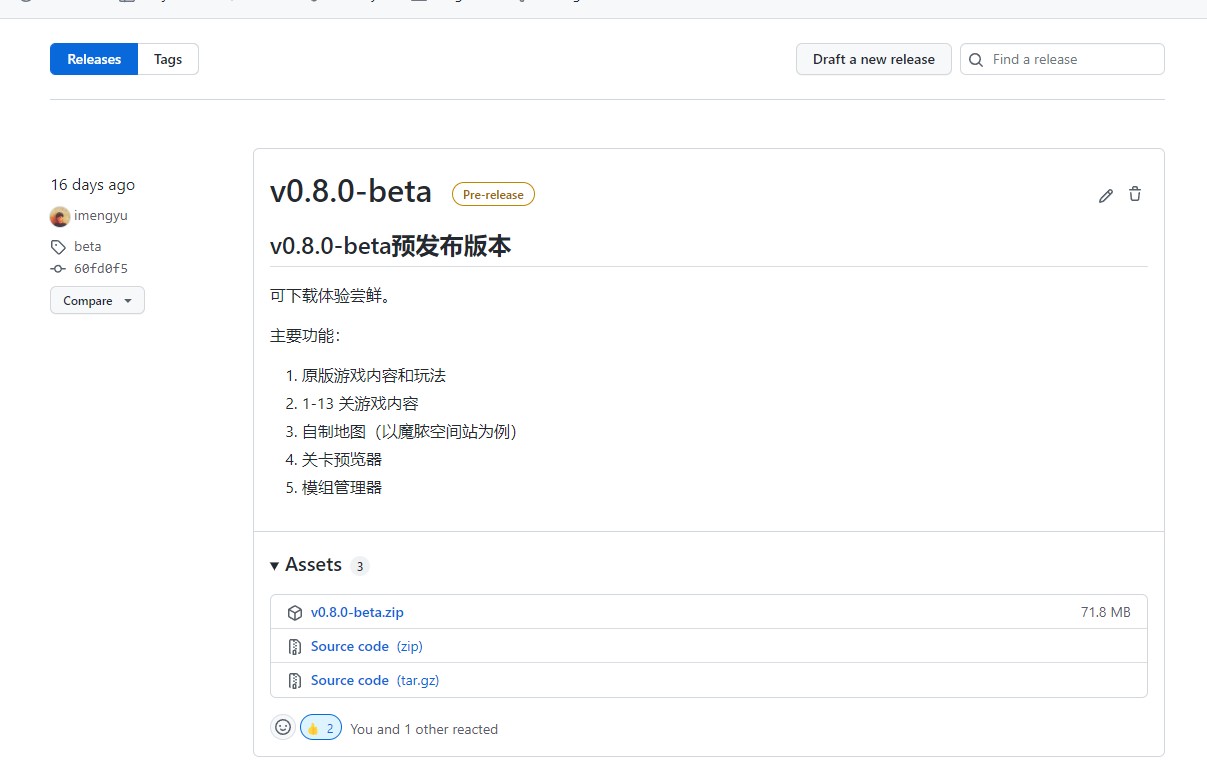 Releases
Tags
Draft a new release
Find a release
16 days ago
imengyu
beta
60fd0f5
Compare
v0.8.0-beta
Pre-release
v0.8.0-beta预发布版本
可下载体验尝鲜。
主要功能：
1. 原版游戏内容和玩法
2. 1-13 关游戏内容
3. 自制地图（以魔脓空间站为例）
4. 关卡预览器
5. 模组管理器
Assets 3
v0.8.0-beta.zip
71.8 MB
Source code (zip)
Source code (tar.gz)
👍 2
You and 1 other reacted